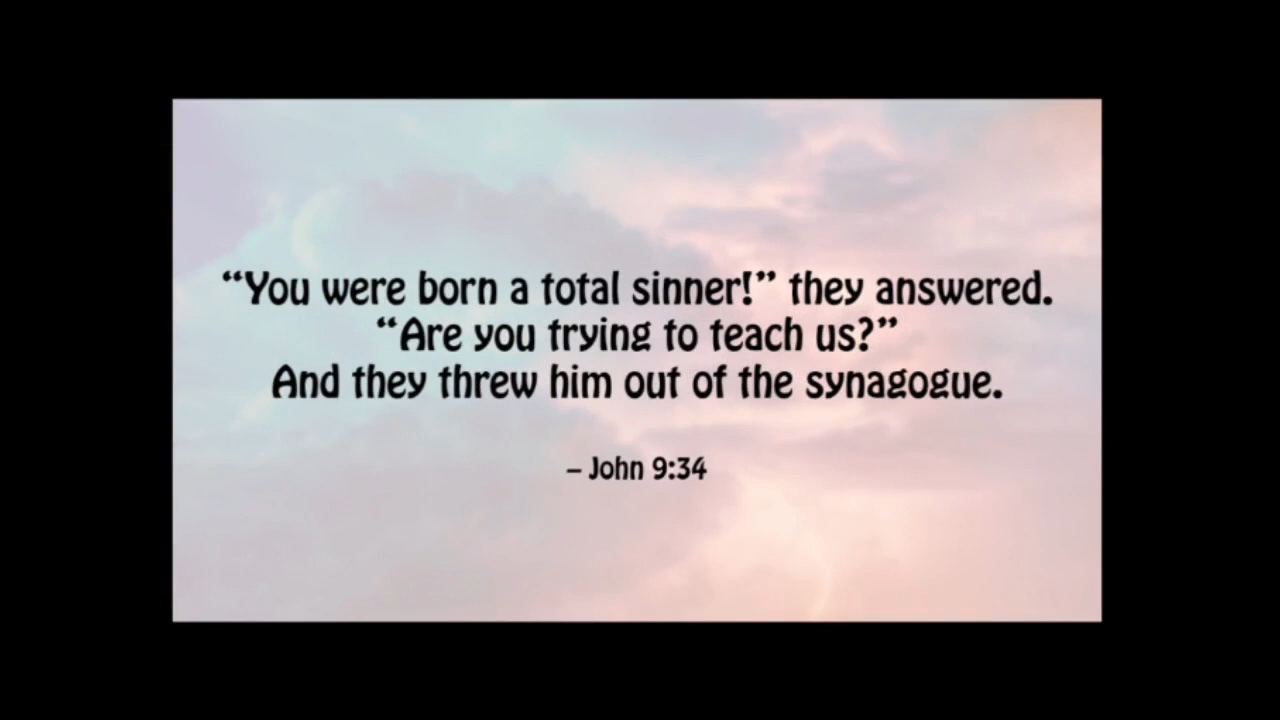 “You were born a total sinner!” they answered.
“Are you trying to teach us?”
And they threw him out of the synagogue.
– John 9:34